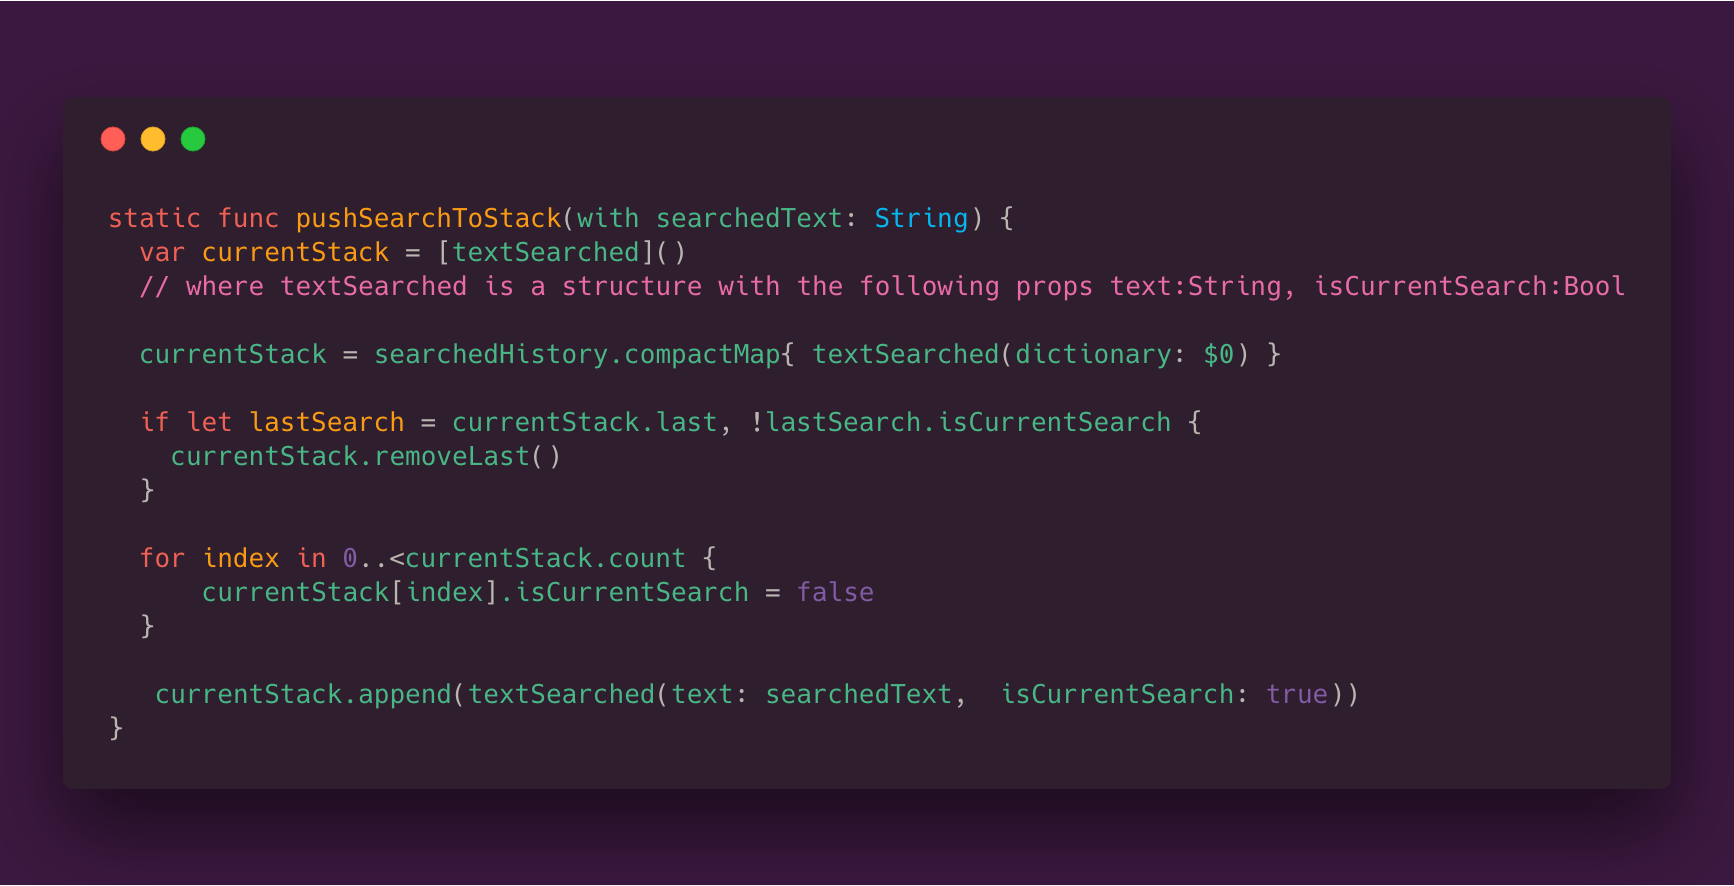 static func pushSearchToStack(with searchedText: String) {
var currentStack = [textSearched]()
// where textSearched is a structure with the following props text:String, isCurrentSearch:Bool
currentStack = searchedHistory.compactMap{ textSearched(dictionary: $0) }
if let lastSearch = currentStack.last, !lastSearch.isCurrentSearch {
currentStack.removeLast()
}
for index in 0..<currentStack.count {
currentStack[index].isCurrentSearch = false
}
currentStack.append(textSearched(text: searchedText,  isCurrentSearch: true))
}